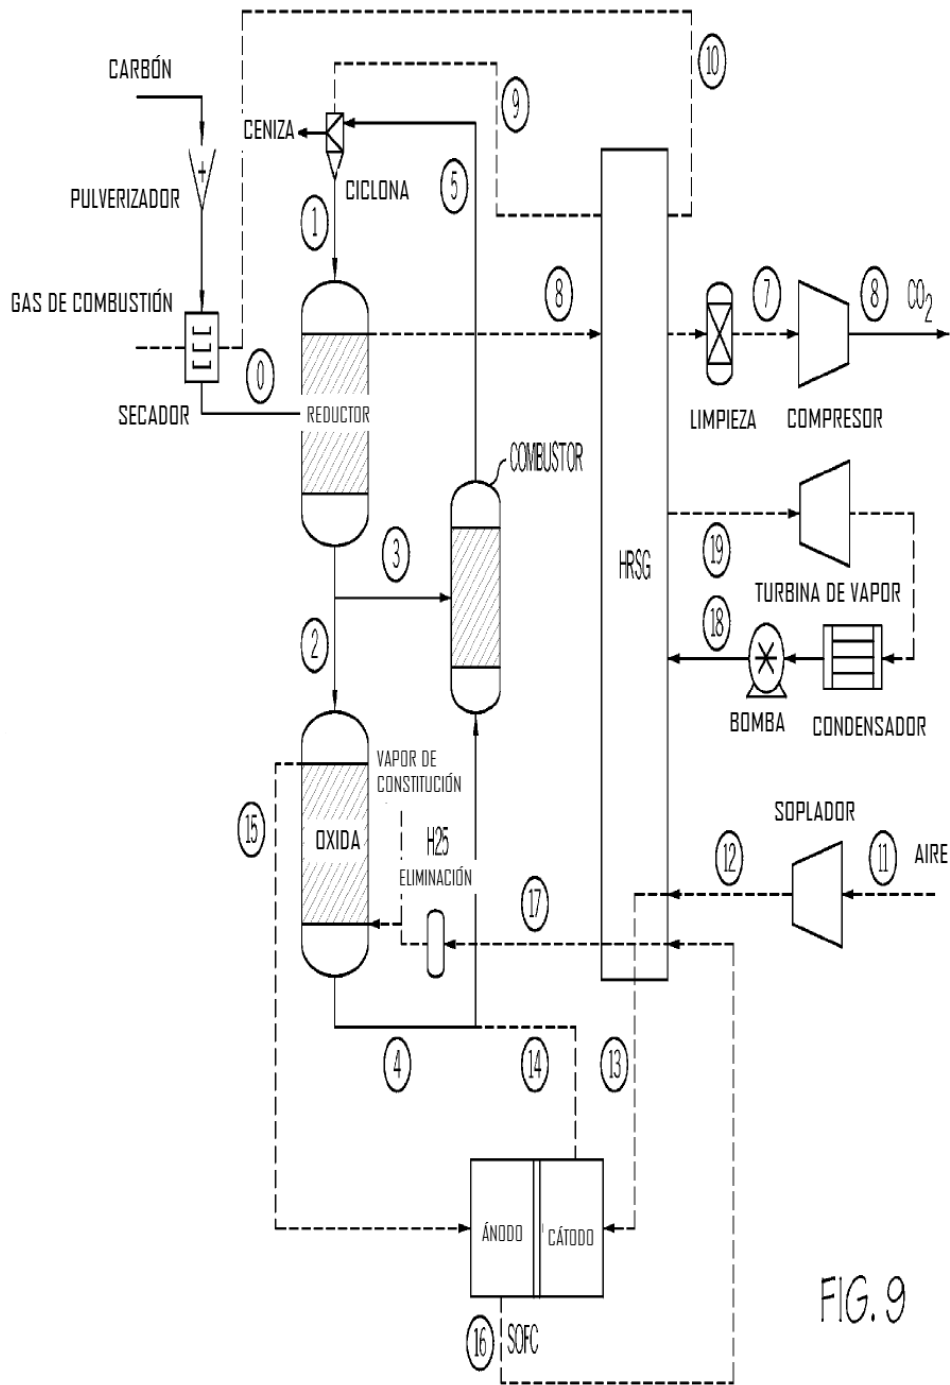 10
CARBÓN
9
CENIZA
5
CICLONA
PULVERIZADOR
1
GAS DE COMBUSTIÓN
8
7
8
CO2
0
SECADOR
REDUCTOR
LIMPIEZA
COMPRESOR
COMBUSTOR
3
19
HRSG
TURBINA DE VAPOR
2
18
BOMBA
CONDENSADOR
VAPOR DE
CONSTITUCIÓN
15
OXIDA
H25
ELIMINACIÓN
SOPLADOR
12
11
AIRE
17
4
14
13
ÁNODO
CÁTODO
16
SOFC
FIG. 9